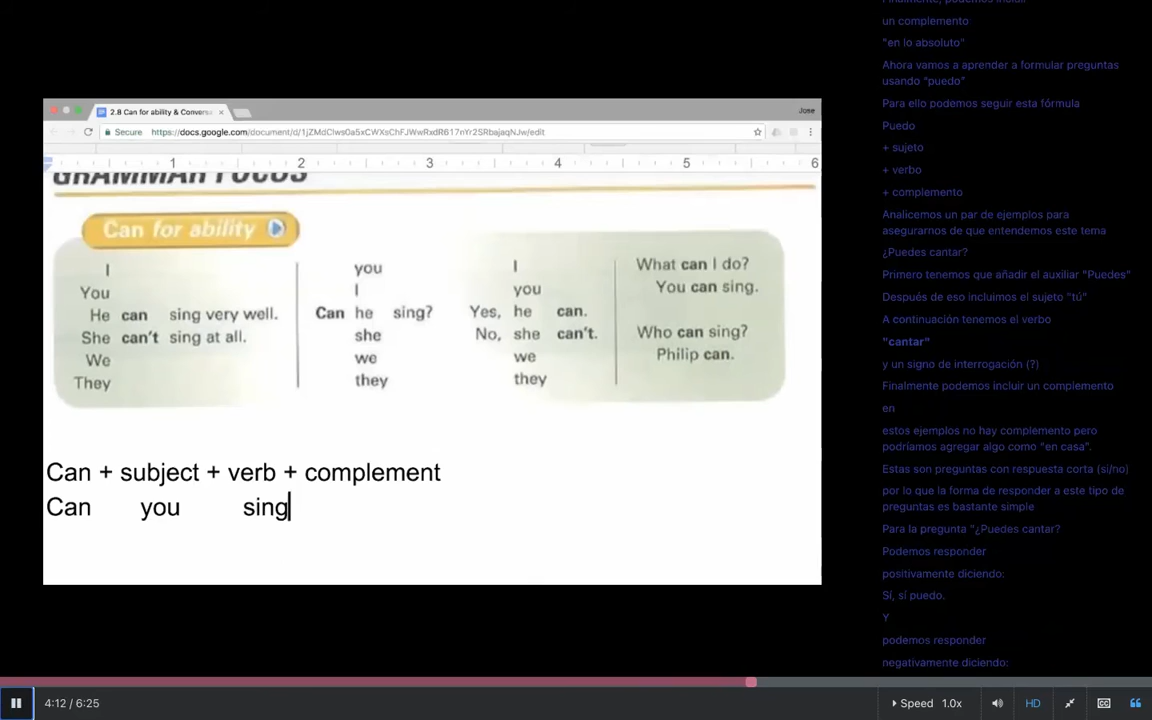 2.8 Can for ability & Conversa
Jose
Secure
https://docs.google.com/document/d/1jZMdClws0a5xCWXsChFJWwRxdR617nYr2SRbajaqNJw/edit
1 2 3 4 5 6
GRAMMAR FOCUS
Can for ability
I
You
He can sing very well.
She can't sing at all.
We
They
you
I
Can he sing?
she
we
they
I
you
Yes, he can.
No, she can't.
we
they
What can I do?
You can sing.
Who can sing?
Philip can.
Can + subject + verb + complement
Can you sing
Finalmente, podemos incluir
un complemento
"en lo absoluto"
Ahora vamos a aprender a formular preguntas
usando "puedo"
Para ello podemos seguir esta fórmula
Puedo
+ sujeto
+ verbo
+ complemento
Analicemos un par de ejemplos para
asegurarnos de que entendemos este tema
¿Puedes cantar?
Primero tenemos que añadir el auxiliar "Puedes"
Después de eso incluimos el sujeto "tú"
A continuación tenemos el verbo
"cantar"
y un signo de interrogación (?)
Finalmente podemos incluir un complemento
en
estos ejemplos no hay complemento pero
podríamos agregar algo como "en casa".
Estas son preguntas con respuesta corta (si/no)
por lo que la forma de responder a este tipo de
preguntas es bastante simple
Para la pregunta "¿Puedes cantar?
Podemos responder
positivamente diciendo:
Sí, sí puedo.
Y
podemos responder
negativamente diciendo:
4:12 / 6:25
Speed 1.0x
HD
CC